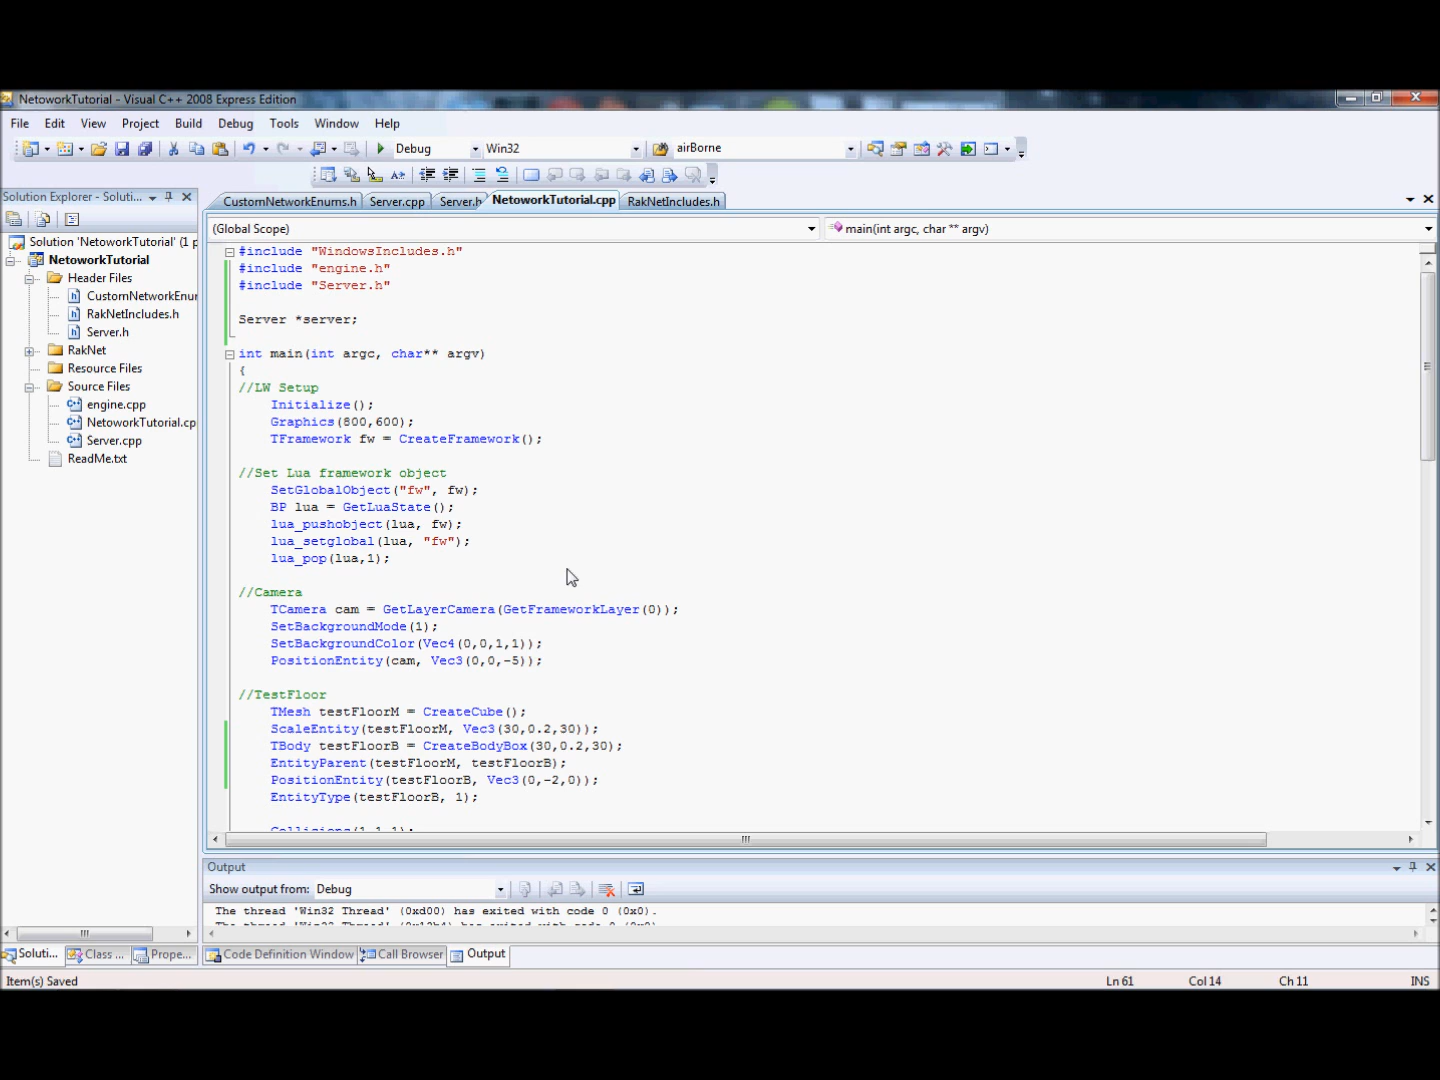 NetoworkTutorial - Visual C++ 2008 Express Edition
File Edit View Project Build Debug Tools Window Help
Debug Win32 airBorne
Solution Explorer - Soluti...
CustomNetworkEnums.h Server.cpp Server.h NetoworkTutorial.cpp RakNetIncludes.h
(Global Scope) main(int argc, char ** argv)
Solution 'NetoworkTutorial' (1 p
NetoworkTutorial
Header Files
CustomNetworkEnur
RakNetIncludes.h
Server.h
RakNet
Resource Files
Source Files
engine.cpp
NetoworkTutorial.cp
Server.cpp
ReadMe.txt
#include "WindowsIncludes.h"
#include "engine.h"
#include "Server.h"
Server *server;
int main(int argc, char** argv)
{
//LW Setup
Initialize();
Graphics(800,600);
TFramework fw = CreateFramework();
//Set Lua framework object
SetGlobalObject("fw", fw);
BP lua = GetLuaState();
lua_pushobject(lua, fw);
lua_setglobal(lua, "fw");
lua_pop(lua,1);
//Camera
TCamera cam = GetLayerCamera(GetFrameworkLayer(0));
SetBackgroundMode(1);
SetBackgroundColor(Vec4(0,0,1,1));
PositionEntity(cam, Vec3(0,0,-5));
//TestFloor
TMesh testFloorM = CreateCube();
ScaleEntity(testFloorM, Vec3(30,0.2,30));
TBody testFloorB = CreateBodyBox(30,0.2,30);
EntityParent(testFloorM, testFloorB);
PositionEntity(testFloorB, Vec3(0,-2,0));
EntityType(testFloorB, 1);
Collisions(1,1,1);
Output
Show output from: Debug
The thread 'Win32 Thread' (0xd00) has exited with code 0 (0x0).
Soluti... Class ... Prope... Code Definition Window Call Browser Output
Item(s) Saved Ln 61 Col 14 Ch 11 INS